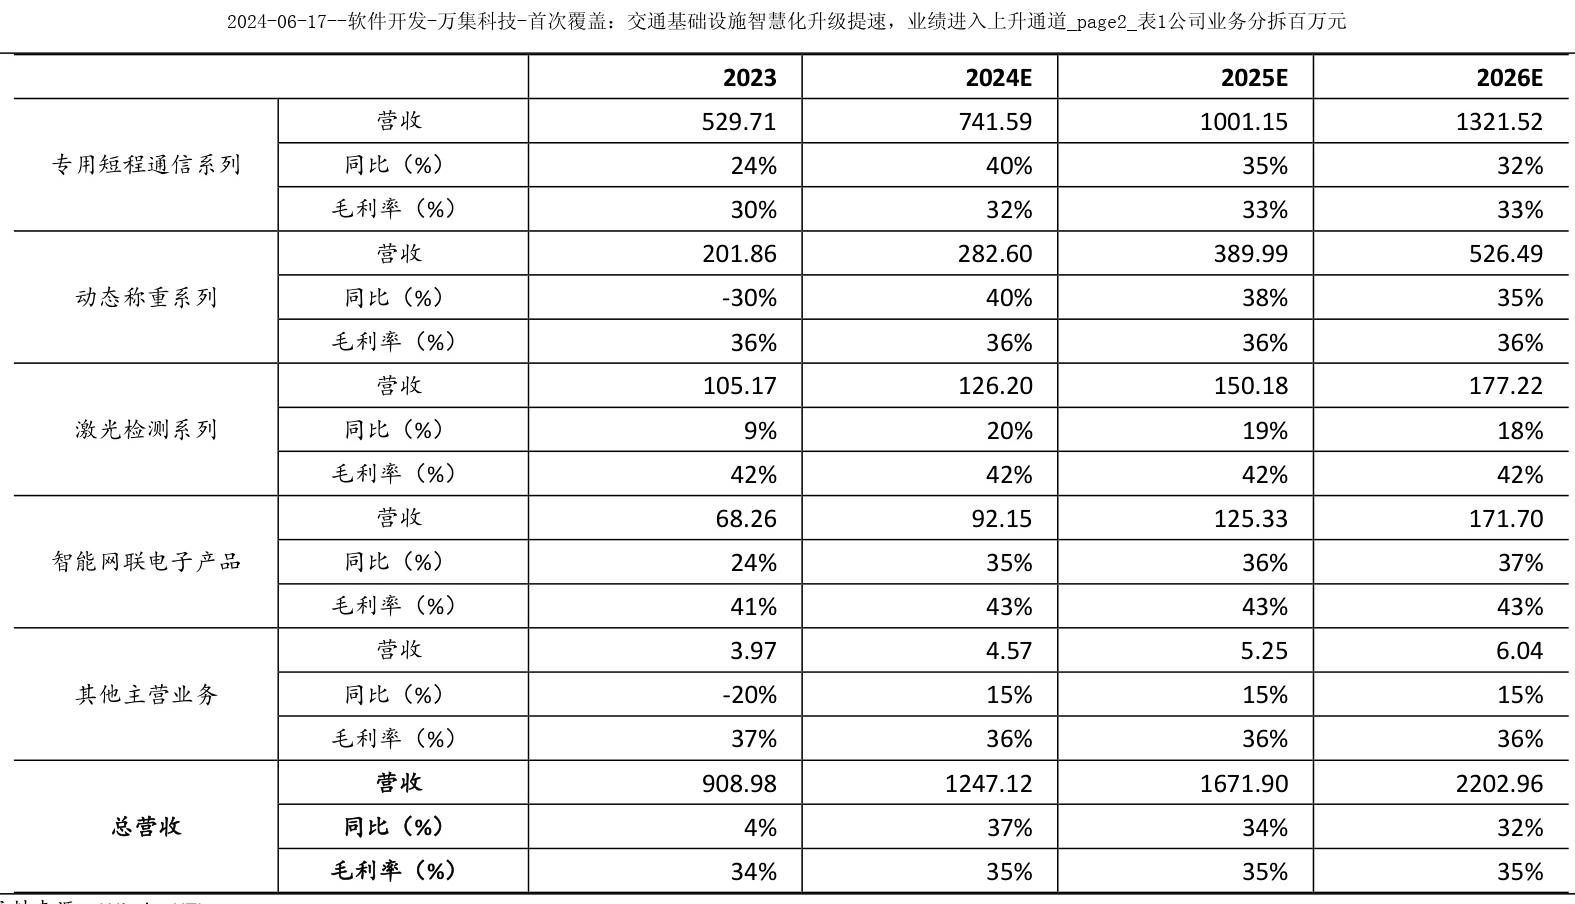 2024-06-17--软件开发-万集科技-首次覆盖：交通基础设施智慧化升级提速，业绩进入上升通道_page2_表1公司业务分拆百万元
2023 2024E 2025E 2026E
专用短程通信系列 营收 529.71 741.59 1001.15 1321.52
同比（%） 24% 40% 35% 32%
毛利率（%） 30% 32% 33% 33%
动态称重系列 营收 201.86 282.60 389.99 526.49
同比（%） -30% 40% 38% 35%
毛利率（%） 36% 36% 36% 36%
激光检测系列 营收 105.17 126.20 150.18 177.22
同比（%） 9% 20% 19% 18%
毛利率（%） 42% 42% 42% 42%
智能网联电子产品 营收 68.26 92.15 125.33 171.70
同比（%） 24% 35% 36% 37%
毛利率（%） 41% 43% 43% 43%
其他主营业务 营收 3.97 4.57 5.25 6.04
同比（%） -20% 15% 15% 15%
毛利率（%） 37% 36% 36% 36%
总营收 营收 908.98 1247.12 1671.90 2202.96
同比（%） 4% 37% 34% 32%
毛利率（%） 34% 35% 35% 35%